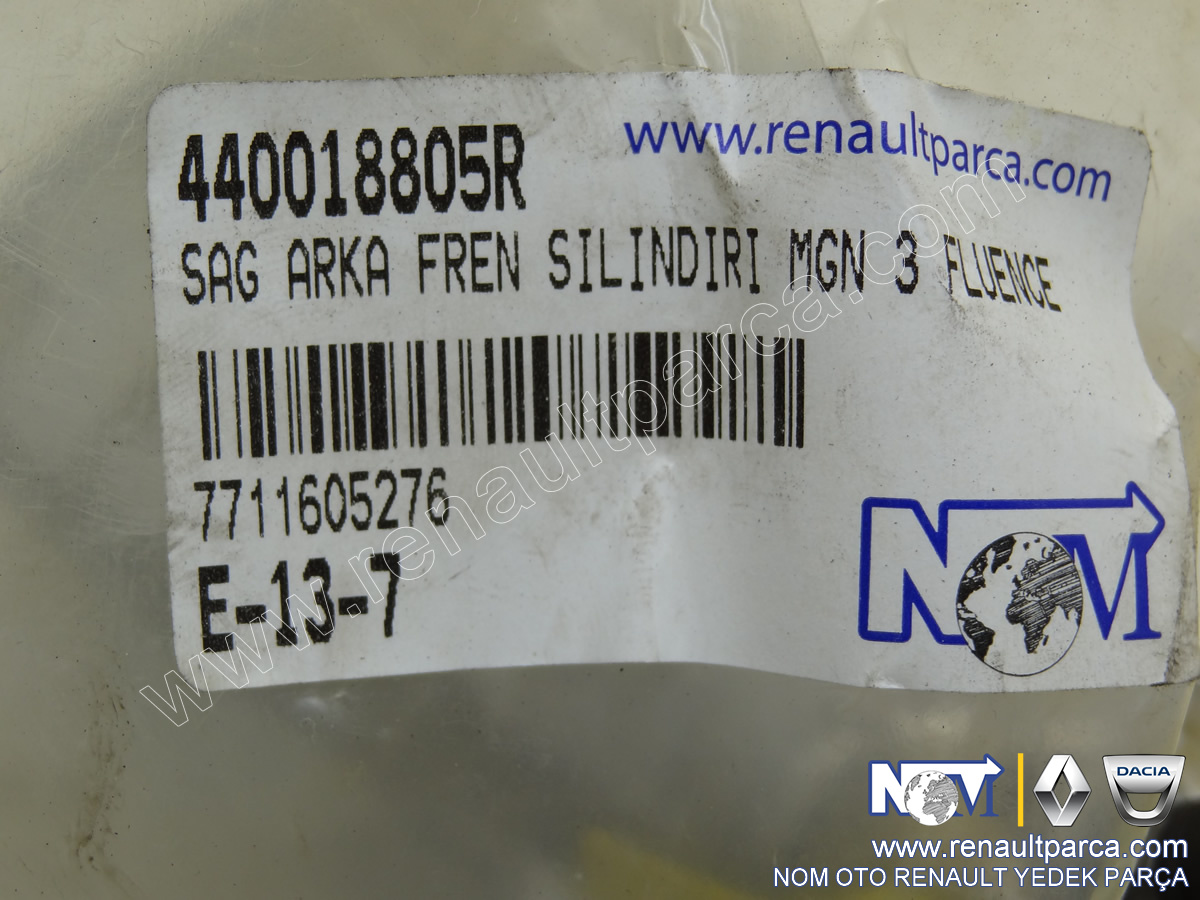 440018805R
www.renaultparca.com
SAG ARKA FREN SILINDIRI MGN 3 FLUENCE
7711605276
E-13-7
NOM
www.renaultparca.com
NOM
DACIA
www.renaultparca.com
NOM OTO RENAULT YEDEK PARÇA